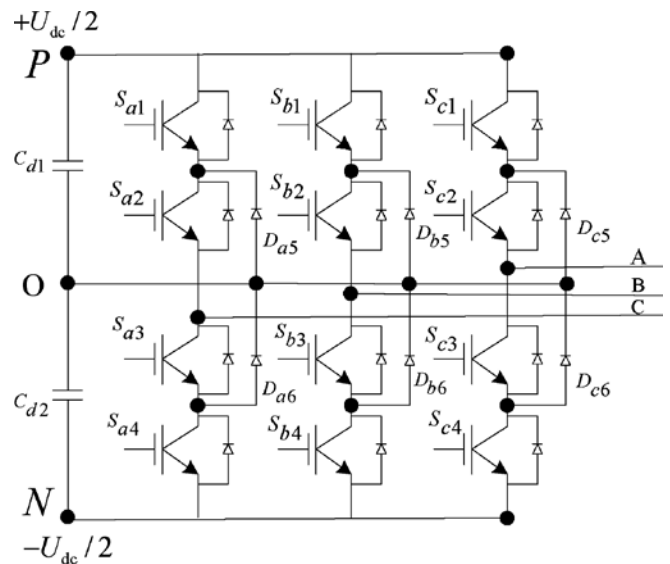 +U_dc/2
P
S_a1 S_b1 S_c1
C_d1
S_a2 S_b2 S_c2
D_a5 D_b5 D_c5
A
O
B
C
S_a3 S_b3 S_c3
D_a6 D_b6 D_c6
C_d2
S_a4 S_b4 S_c4
N
−U_dc/2